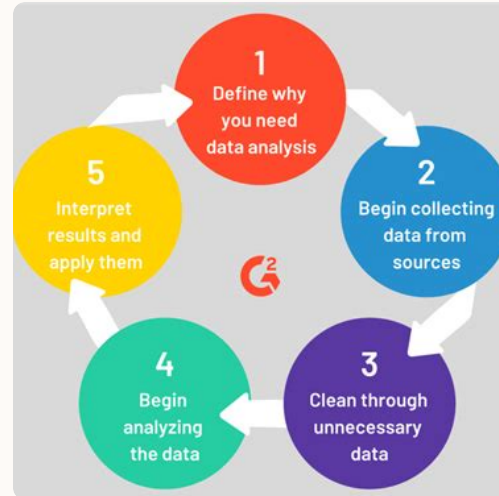 1
Define why
you need
data analysis
2
Begin collecting
data from
sources
3
Clean through
unnecessary
data
4
Begin
analyzing
the data
5
Interpret
results and
apply them
G2